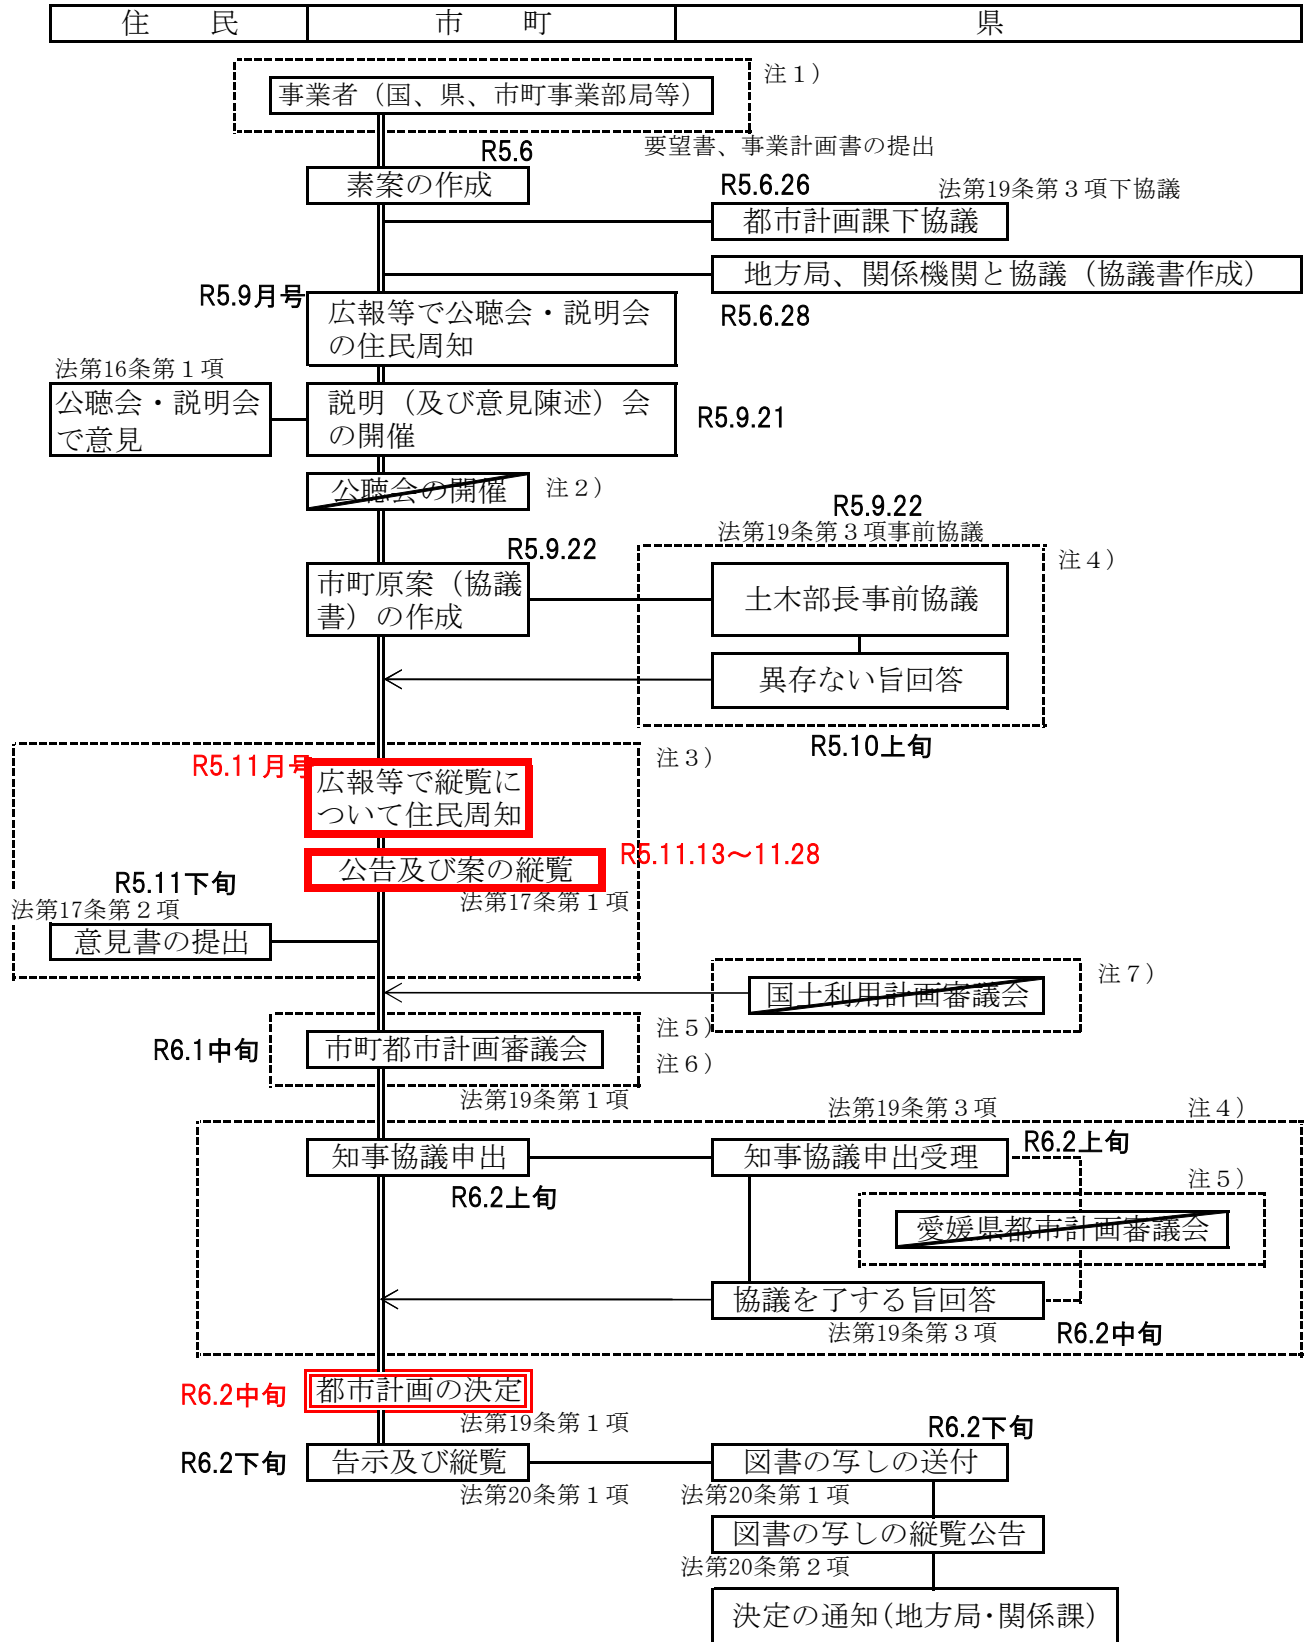 住　　民　市　　町　県
注１）
事業者（国、県、市町事業部局等）
要望書、事業計画書の提出
R5.6
素案の作成
R5.6.26　法第19条第３項下協議
都市計画課下協議
地方局、関係機関と協議（協議書作成）
R5.6.28
R5.9月号
広報等で公聴会・説明会
の住民周知
法第16条第１項
公聴会・説明会
で意見
説明（及び意見陳述）会
の開催
R5.9.21
公聴会の開催　注２）
R5.9.22
法第19条第３項事前協議
R5.9.22
注４）
市町原案（協議
書）の作成
土木部長事前協議
異存ない旨回答
R5.10上旬
注３）
R5.11月号
広報等で縦覧に
ついて住民周知
R5.11.13～11.28
公告及び案の縦覧
法第17条第１項
R5.11下旬
法第17条第２項
意見書の提出
注７）
国土利用計画審議会
注５）
注６）
R6.1中旬
市町都市計画審議会
法第19条第１項
法第19条第３項
注４）
知事協議申出
R6.2上旬
知事協議申出受理
R6.2上旬
注５）
愛媛県都市計画審議会
協議を了する旨回答
法第19条第３項
R6.2中旬
R6.2中旬
都市計画の決定
法第19条第１項
R6.2下旬
告示及び縦覧
法第20条第１項
R6.2下旬
図書の写しの送付
法第20条第１項
図書の写しの縦覧公告
法第20条第２項
決定の通知（地方局・関係課）